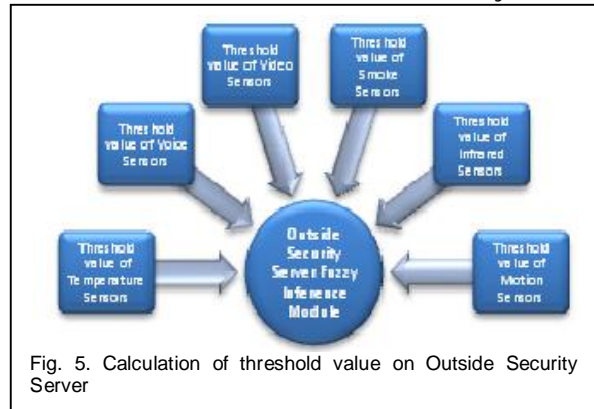 Threshold
value of Video
Sensors
Threshold
value of
Smoke
Sensors
Threshold
value of Voice
Sensors
Threshold
value of
Infrared
Sensors
Threshold
value of
Temperature
Sensors
Outside
Security
Server Fuzzy
Inference
Module
Threshold
value of
Motion
Sensors
Fig. 5. Calculation of threshold value on Outside Security
Server